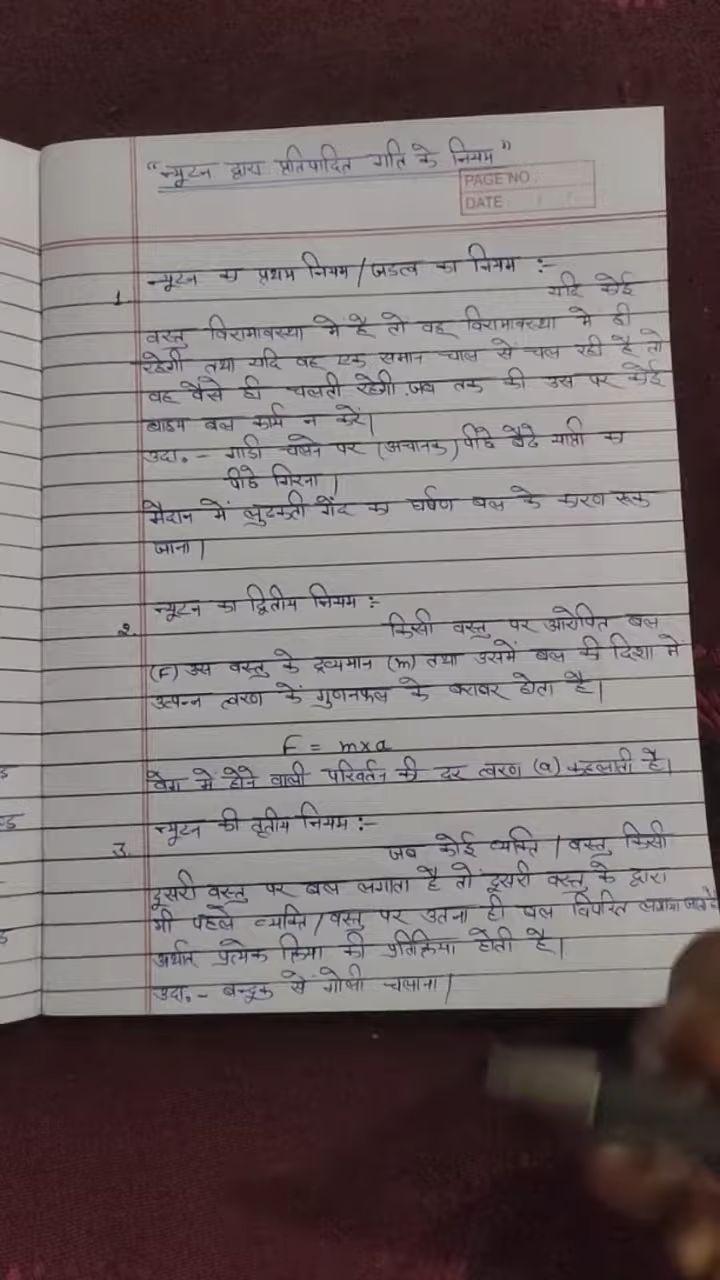 "न्यूटन द्वारा प्रतिपादित गति के नियम"
PAGE NO
DATE
1. न्यूटन का प्रथम नियम / जडत्व का नियम :-
यदि कोई
वस्तु विरामावस्था में है तो वह विरामावस्था में ही
रहेगी तथा यदि वह एक समान चाल से चल रही है तो
वह वैसे ही चलती रहेगी जब तक की उस पर कोई
बाहम बल कार्य न करें।
उदा. - गाडी चलने पर (अचानक) पीछे बैठे यात्री का
पीछे गिरना।
मैदान में लुढकती गेंद का घर्षण बल के कारण रूक
जाना।
2. न्यूटन का द्वितीय नियम :-
किसी वस्तु पर आरोपित बल
(F) उस वस्तु के द्रव्यमान (m) तथा उसमें बल की दिशा में
उत्पन्न त्वरण के गुणनफल के बराबर होता है।
F = m×a
वेग में होने वाली परिवर्तन की दर त्वरण (a) कहलाती है।
3. न्यूटन की तृतीय नियम :-
जब कोई व्यक्ति / वस्तु किसी
दूसरी वस्तु पर बल लगाता है तो दूसरी वस्तु के द्वारा
भी पहले व्यक्ति / वस्तु पर उतना ही बल विपरित लगाया जाता है
अर्थात प्रत्येक क्रिया की प्रतिक्रिया होती है।
उदा. - बन्दूक से गोली चलाना।